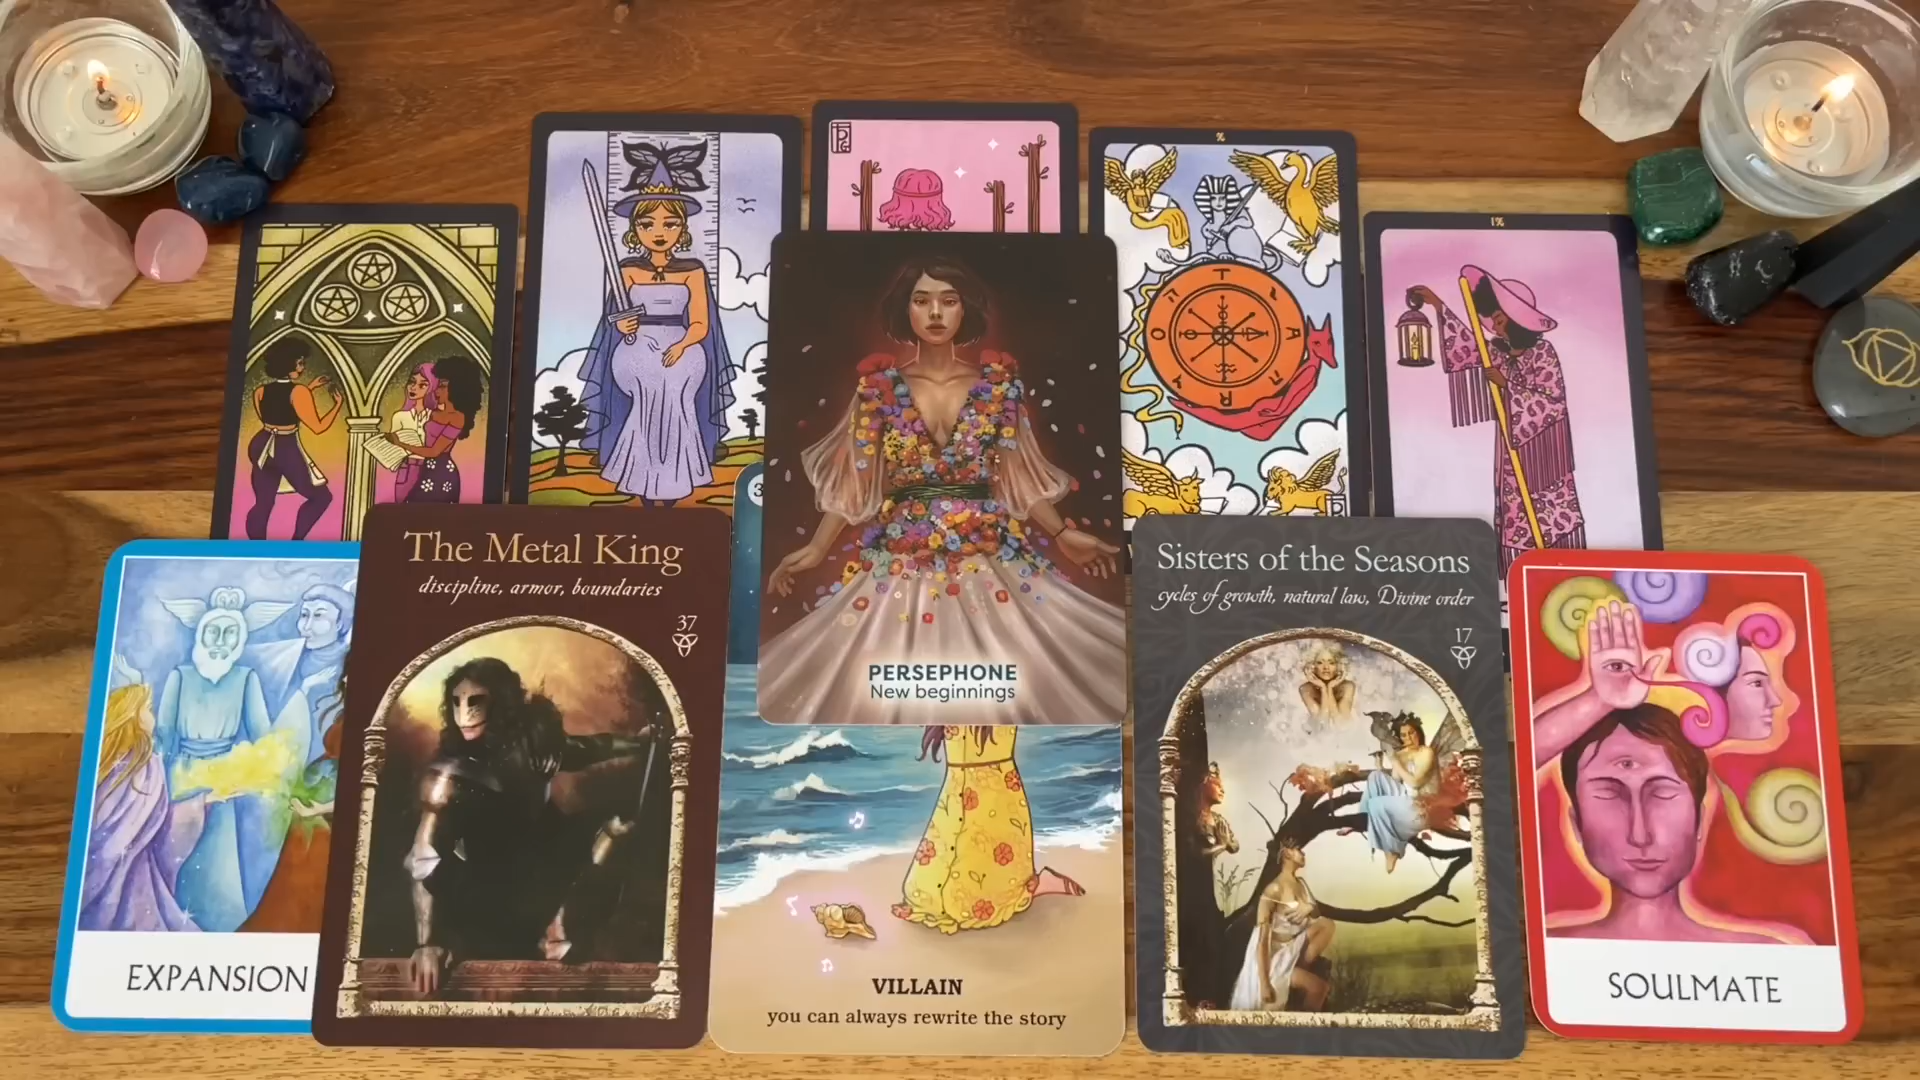 PERSEPHONE
New beginnings
The Metal King
discipline, armor, boundaries
37
Sisters of the Seasons
cycles of growth, natural law, Divine order
17
EXPANSION
VILLAIN
you can always rewrite the story
SOULMATE